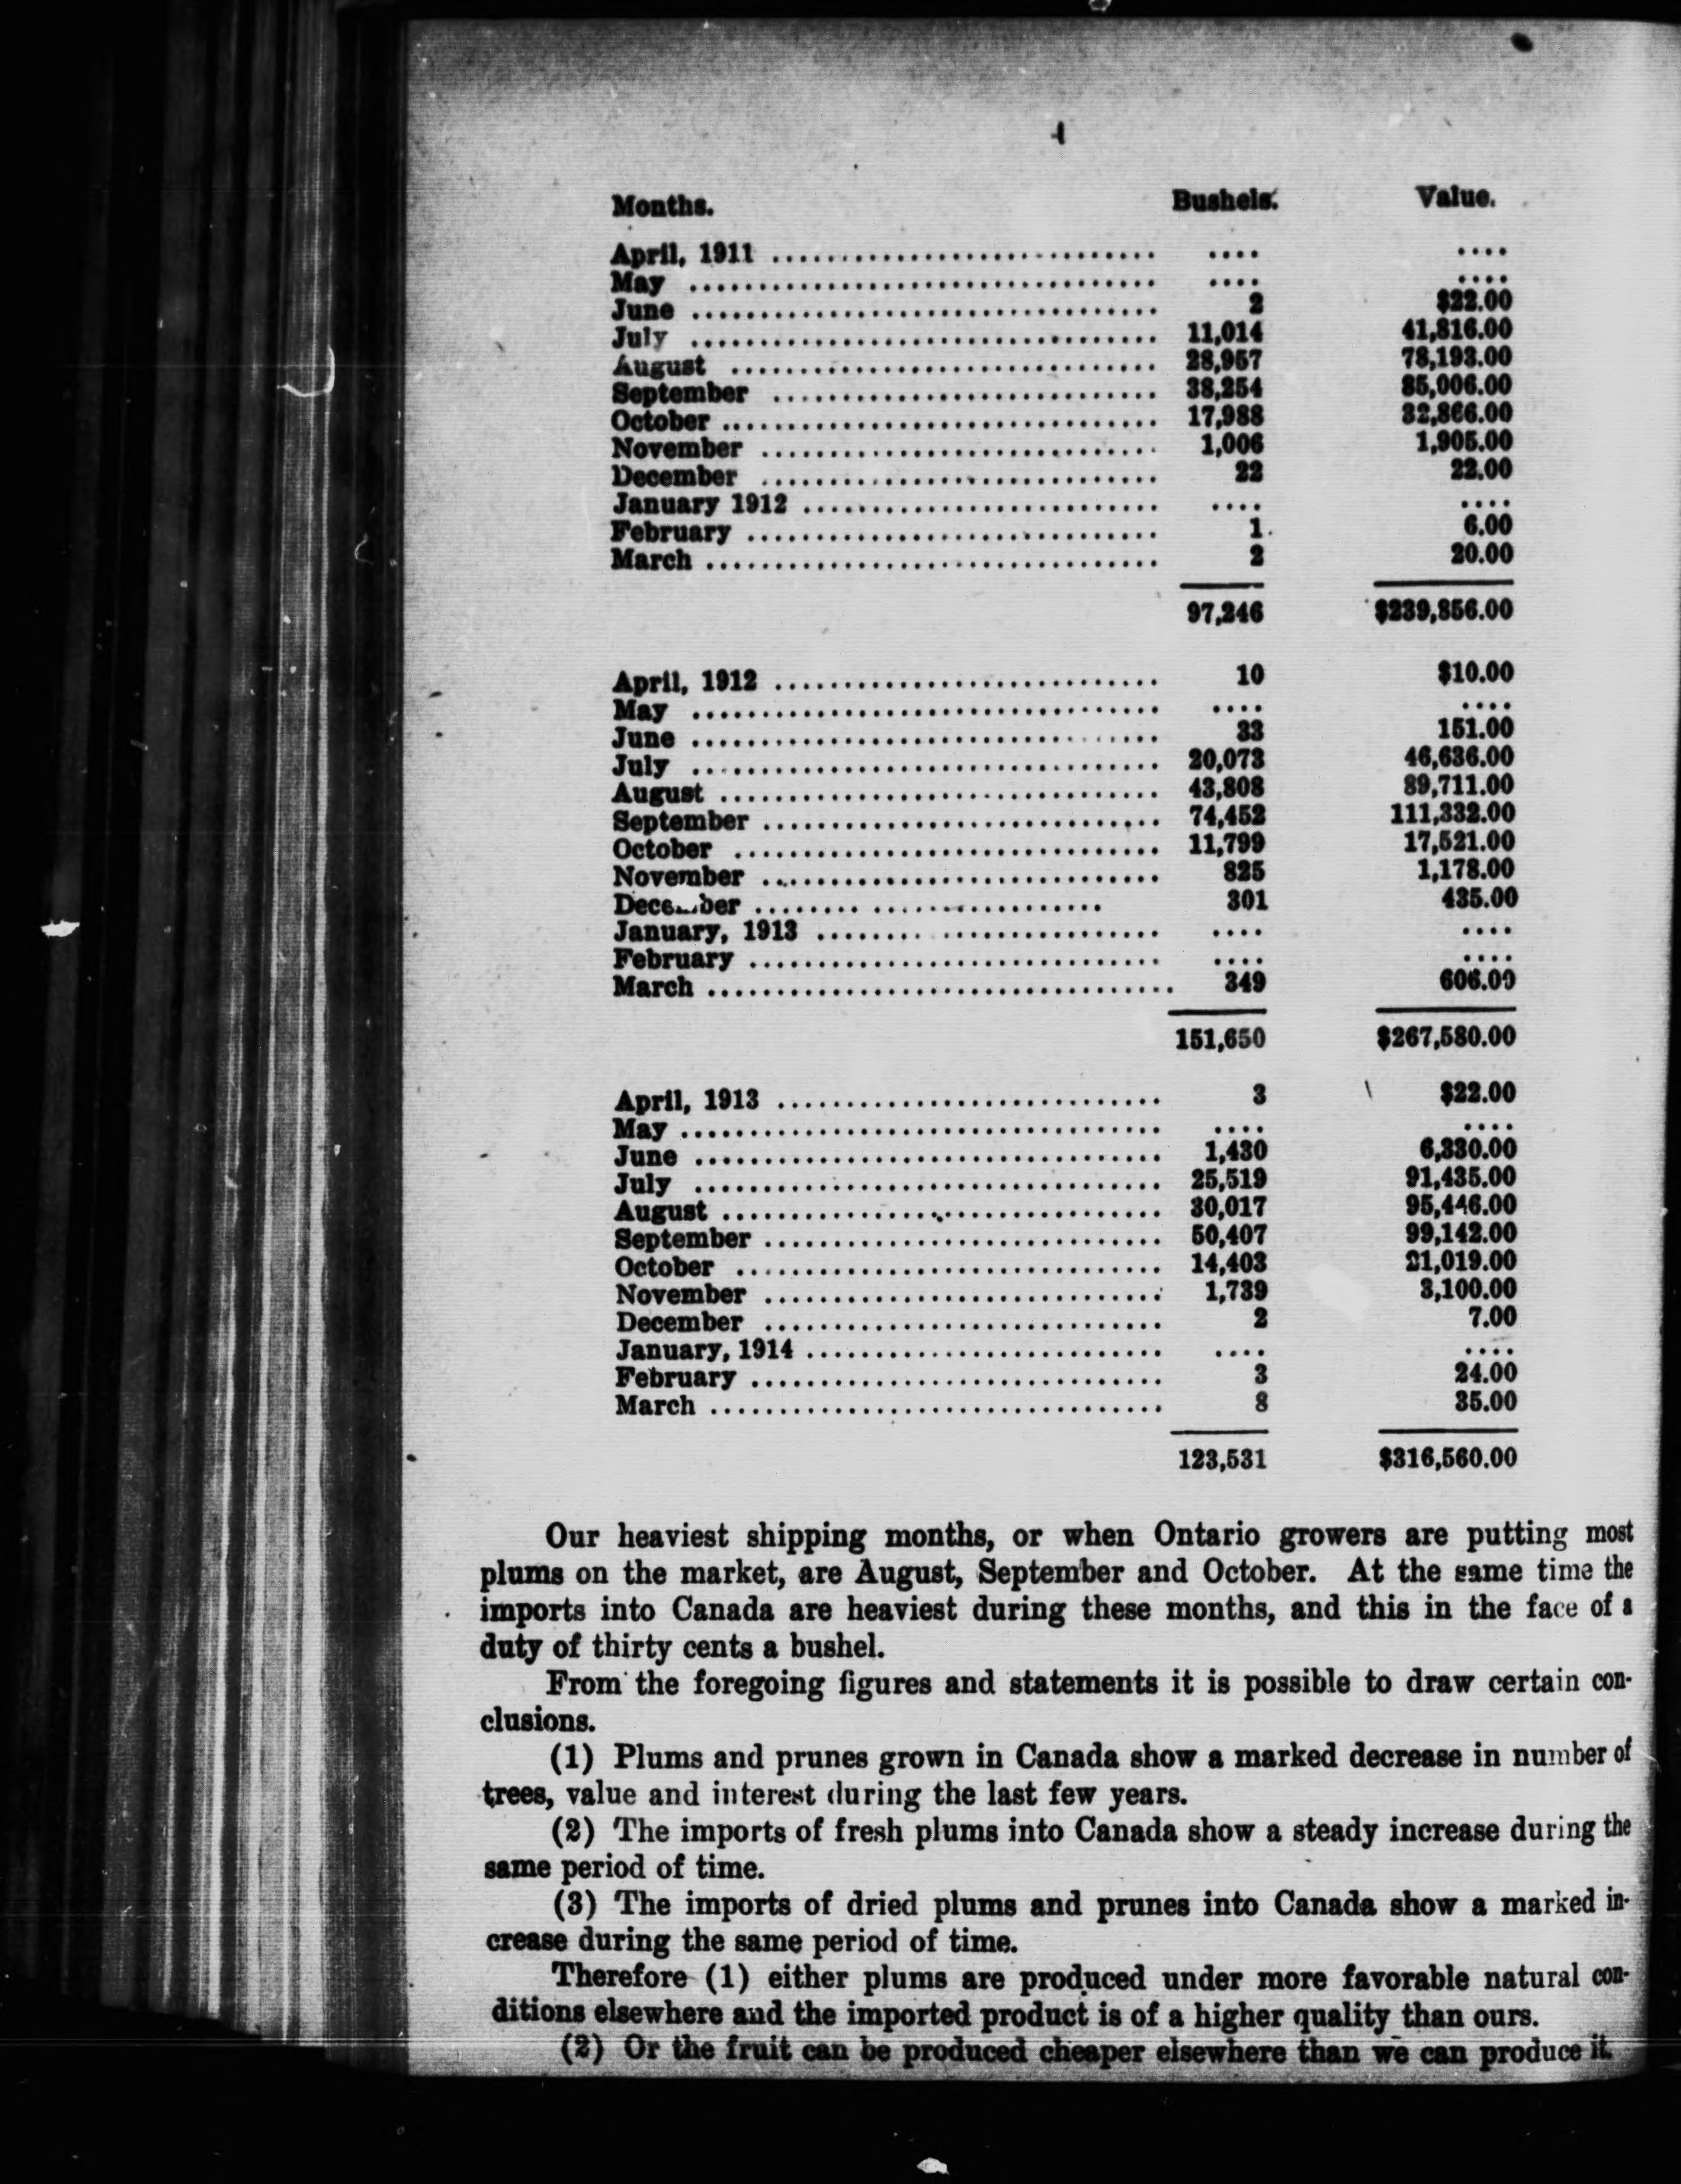 4
Months. Bushels. Value.
April, 1911 .... ....
May .... ....
June 2 $22.00
July 11,014 41,816.00
August 28,957 78,193.00
September 38,254 85,006.00
October 17,988 32,866.00
November 1,006 1,905.00
December 22 22.00
January 1912 .... ....
February 1 6.00
March 2 20.00
97,246 $239,856.00
April, 1912 10 $10.00
May .... ....
June 33 151.00
July 20,073 46,636.00
August 43,808 89,711.00
September 74,452 111,332.00
October 11,799 17,521.00
November 825 1,178.00
December 301 435.00
January, 1913 .... ....
February .... ....
March 349 606.00
151,650 $267,580.00
April, 1913 3 $22.00
May .... ....
June 1,430 6,330.00
July 25,519 91,435.00
August 30,017 95,446.00
September 50,407 99,142.00
October 14,403 21,019.00
November 1,739 3,100.00
December 2 7.00
January, 1914 .... ....
February 3 24.00
March 8 35.00
123,531 $316,560.00
Our heaviest shipping months, or when Ontario growers are putting most
plums on the market, are August, September and October. At the same time the
imports into Canada are heaviest during these months, and this in the face of a
duty of thirty cents a bushel.
From the foregoing figures and statements it is possible to draw certain con-
clusions.
(1) Plums and prunes grown in Canada show a marked decrease in number of
trees, value and interest during the last few years.
(2) The imports of fresh plums into Canada show a steady increase during the
same period of time.
(3) The imports of dried plums and prunes into Canada show a marked in-
crease during the same period of time.
Therefore (1) either plums are produced under more favorable natural con-
ditions elsewhere and the imported product is of a higher quality than ours.
(2) Or the fruit can be produced cheaper elsewhere than we can produce it.